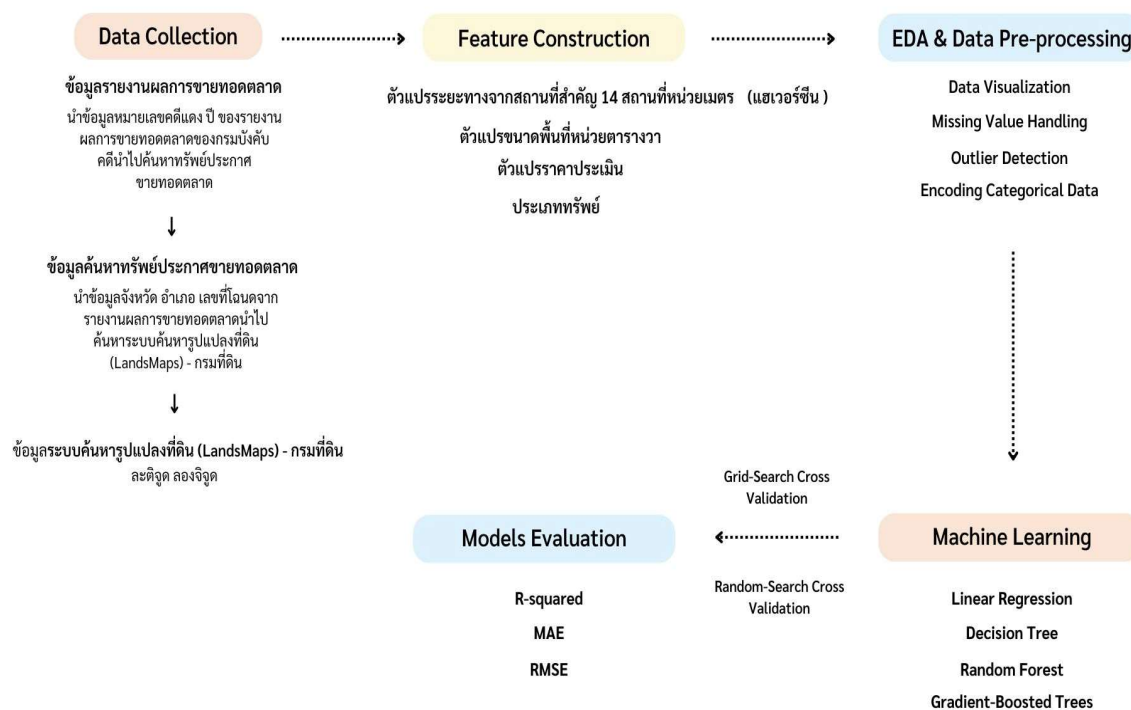 Data Collection
ข้อมูลรายงานผลการขายทอดตลาด
นำข้อมูลหมายเลขคดีแดง ปี ของรายงาน
ผลการขายทอดตลาดของกรมบังคับ
คดีนำไปค้นหาทรัพย์ประกาศ
ขายทอดตลาด
ข้อมูลค้นหาทรัพย์ประกาศขายทอดตลาด
นำข้อมูลจังหวัด อำเภอ เลขที่โฉนดจาก
รายงานผลการขายทอดตลาดนำไป
ค้นหาระบบค้นหารูปแปลงที่ดิน
(LandsMaps) - กรมที่ดิน
ข้อมูลระบบค้นหารูปแปลงที่ดิน (LandsMaps) - กรมที่ดิน
ละติจูด ลองจิจูด
Feature Construction
ตัวแปรระยะทางจากสถานที่สำคัญ 14 สถานที่หน่วยเมตร (แฮเวอร์ซีน )
ตัวแปรขนาดพื้นที่หน่วยตารางวา
ตัวแปรราคาประเมิน
ประเภททรัพย์
EDA & Data Pre-processing
Data Visualization
Missing Value Handling
Outlier Detection
Encoding Categorical Data
Machine Learning
Linear Regression
Decision Tree
Random Forest
Gradient-Boosted Trees
Grid-Search Cross
Validation
Random-Search Cross
Validation
Models Evaluation
R-squared
MAE
RMSE